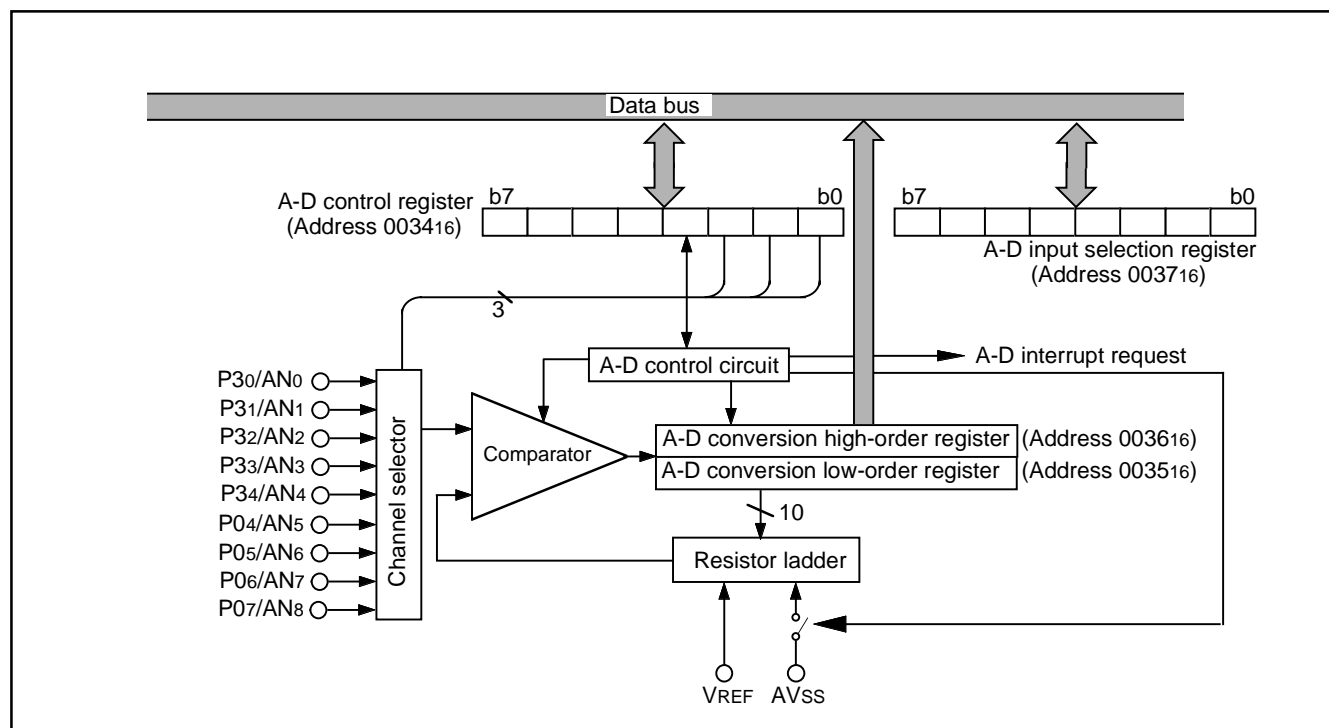 Data bus
b7 b0
A-D control register
(Address 003416)
b7 b0
A-D input selection register
(Address 003716)
3
A-D control circuit
A-D interrupt request
P30/AN0
P31/AN1
P32/AN2
P33/AN3
P34/AN4
P04/AN5
P05/AN6
P06/AN7
P07/AN8
Channel selector
Comparator
A-D conversion high-order register (Address 003616)
A-D conversion low-order register (Address 003516)
10
Resistor ladder
VREF AVSS